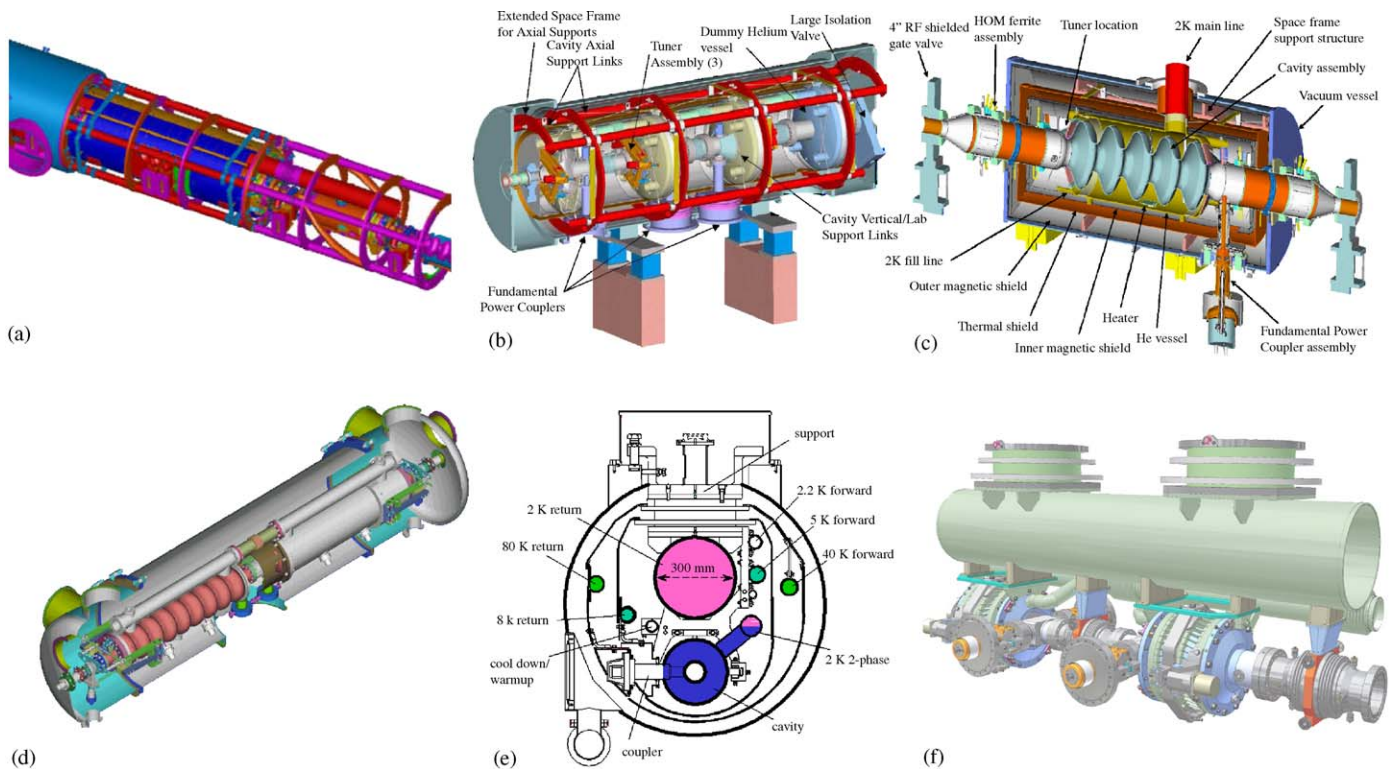 Extended Space Frame
for Axial Supports
Cavity Axial
Support Links
Tuner
Assembly (3)
Dummy Helium
vessel
Large Isolation
Valve
Cavity Vertical/Lab
Support Links
Fundamental
Power Couplers
4” RF shielded
gate valve
HOM ferrite
assembly
Tuner location
2K main line
Space frame
support structure
Cavity assembly
Vacuum vessel
2K fill line
Outer magnetic shield
Thermal shield
Inner magnetic shield
Heater
He vessel
Fundamental Power
Coupler assembly
(a)
(b)
(c)
support
2.2 K forward
2 K return
5 K forward
80 K return
40 K forward
300 mm
8 k return
2 K 2-phase
cool down/
warmup
cavity
coupler
(d)
(e)
(f)